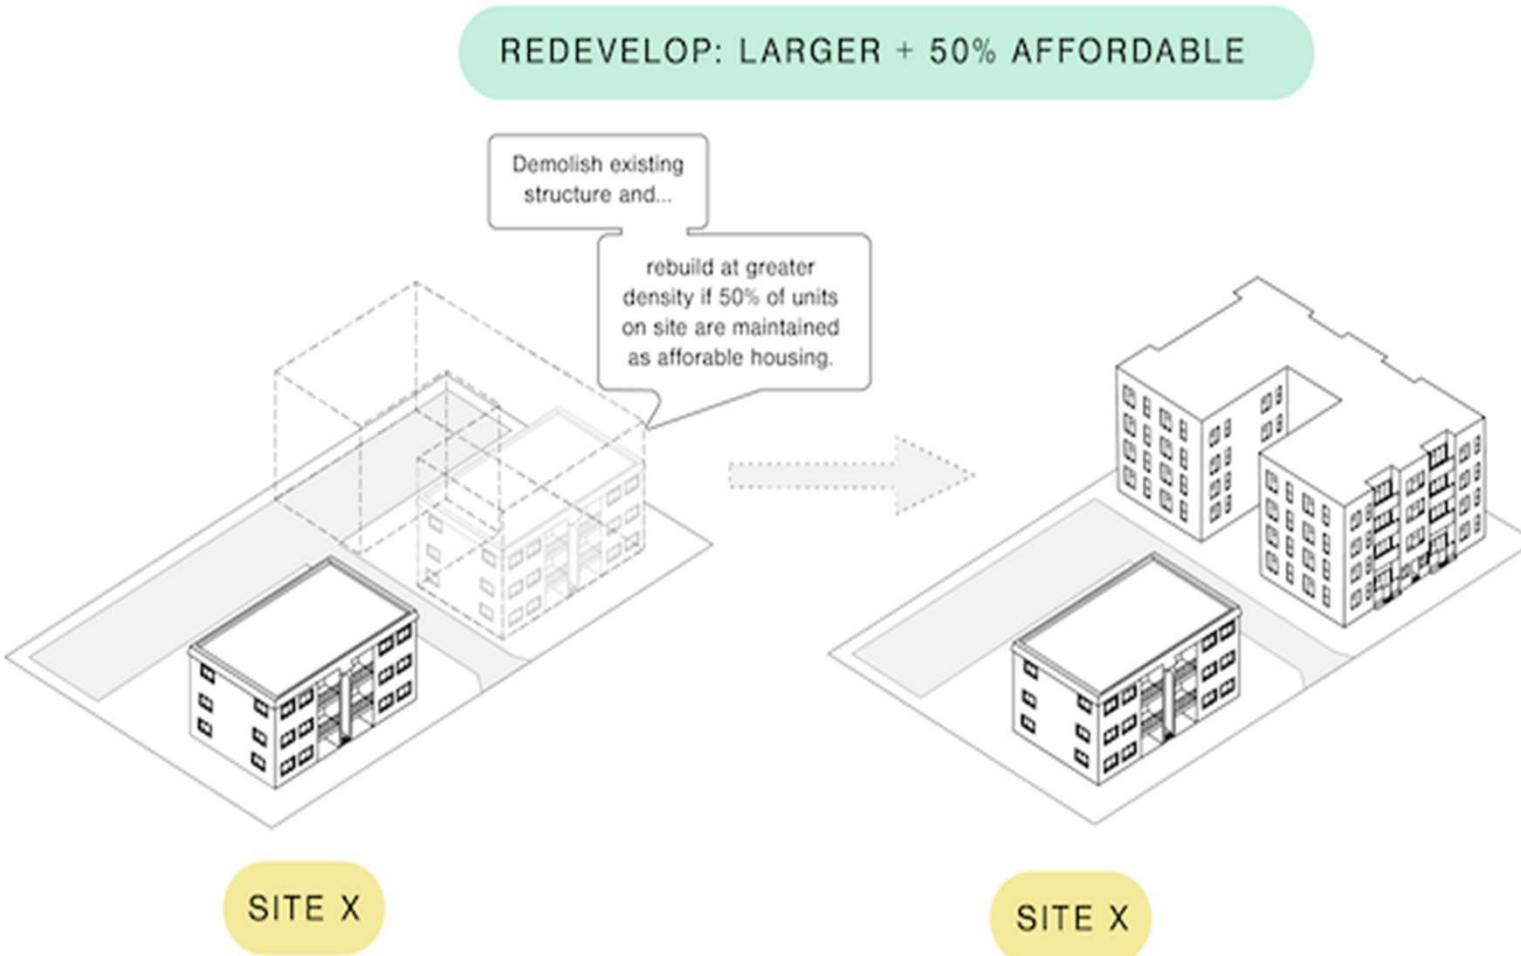 REDEVELOP: LARGER + 50% AFFORDABLE
Demolish existing
structure and...
rebuild at greater
density if 50% of units
on site are maintained
as afforable housing.
SITE X
SITE X